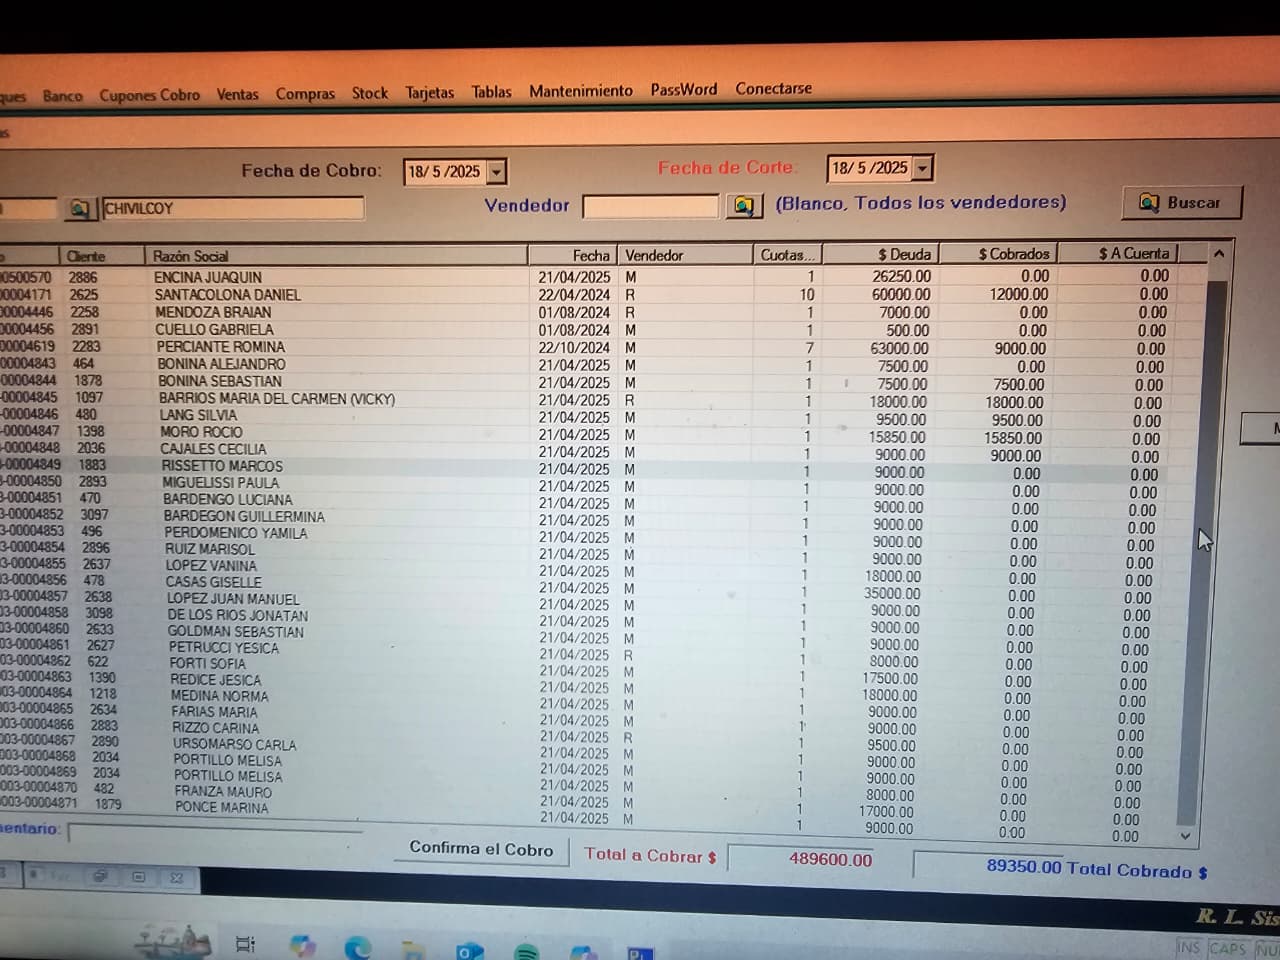 ques Banco Cupones Cobro Ventas Compras Stock Tarjetas Tablas Mantenimiento PassWord Conectarse
as
Fecha de Cobro: 18/ 5 /2025 Fecha de Corte: 18/ 5 /2025
CHIVILCOY Vendedor (Blanco, Todos los vendedores) Buscar
o Cliente Razón Social Fecha Vendedor Cuotas... $ Deuda $ Cobrados $ A Cuenta
00500570 2886 ENCINA JUAQUIN 21/04/2025 M 1 26250.00 0.00 0.00
00004171 2625 SANTACOLONA DANIEL 22/04/2024 R 10 60000.00 12000.00 0.00
00004446 2258 MENDOZA BRAIAN 01/08/2024 R 1 7000.00 0.00 0.00
00004456 2891 CUELLO GABRIELA 01/08/2024 M 1 500.00 0.00 0.00
00004619 2283 PERCIANTE ROMINA 22/10/2024 M 7 63000.00 9000.00 0.00
-00004843 464 BONINA ALEJANDRO 21/04/2025 M 1 7500.00 0.00 0.00
-00004844 1878 BONINA SEBASTIAN 21/04/2025 M 1 7500.00 7500.00 0.00
-00004845 1097 BARRIOS MARIA DEL CARMEN (VICKY) 21/04/2025 R 1 18000.00 18000.00 0.00
-00004846 480 LANG SILVIA 21/04/2025 M 1 9500.00 9500.00 0.00
-00004847 1398 MORO ROCIO 21/04/2025 M 1 15850.00 15850.00 0.00
-00004848 2036 CAJALES CECILIA 21/04/2025 M 1 9000.00 9000.00 0.00
3-00004849 1883 RISSETTO MARCOS 21/04/2025 M 1 9000.00 0.00 0.00
3-00004850 2893 MIGUELISSI PAULA 21/04/2025 M 1 9000.00 0.00 0.00
3-00004851 470 BARDENGO LUCIANA 21/04/2025 M 1 9000.00 0.00 0.00
3-00004852 3097 BARDEGON GUILLERMINA 21/04/2025 M 1 9000.00 0.00 0.00
3-00004853 496 PERDOMENICO YAMILA 21/04/2025 M 1 9000.00 0.00 0.00
3-00004854 2896 RUIZ MARISOL 21/04/2025 M 1 9000.00 0.00 0.00
3-00004855 2637 LOPEZ VANINA 21/04/2025 M 1 18000.00 0.00 0.00
3-00004856 478 CASAS GISELLE 21/04/2025 M 1 35000.00 0.00 0.00
03-00004857 2638 LOPEZ JUAN MANUEL 21/04/2025 M 1 9000.00 0.00 0.00
03-00004858 3098 DE LOS RIOS JONATAN 21/04/2025 M 1 9000.00 0.00 0.00
03-00004860 2633 GOLDMAN SEBASTIAN 21/04/2025 M 1 9000.00 0.00 0.00
03-00004861 2627 PETRUCCI YESICA 21/04/2025 R 1 8000.00 0.00 0.00
03-00004862 622 FORTI SOFIA 21/04/2025 M 1 17500.00 0.00 0.00
003-00004863 1390 REDICE JESICA 21/04/2025 M 1 18000.00 0.00 0.00
003-00004864 1218 MEDINA NORMA 21/04/2025 M 1 9000.00 0.00 0.00
003-00004865 2634 FARIAS MARIA 21/04/2025 M 1 9000.00 0.00 0.00
003-00004866 2883 RIZZO CARINA 21/04/2025 R 1 9500.00 0.00 0.00
003-00004867 2890 URSOMARSO CARLA 21/04/2025 M 1 9000.00 0.00 0.00
003-00004868 2034 PORTILLO MELISA 21/04/2025 M 1 9000.00 0.00 0.00
003-00004869 2034 PORTILLO MELISA 21/04/2025 M 1 8000.00 0.00 0.00
003-00004870 482 FRANZA MAURO 21/04/2025 M 1 17000.00 0.00 0.00
003-00004871 1879 PONCE MARINA 21/04/2025 M 1 9000.00 0.00 0.00
mentario:
Confirma el Cobro Total a Cobrar $ 489600.00 89350.00 Total Cobrado $
R. L. Sis
INS CAPS NU